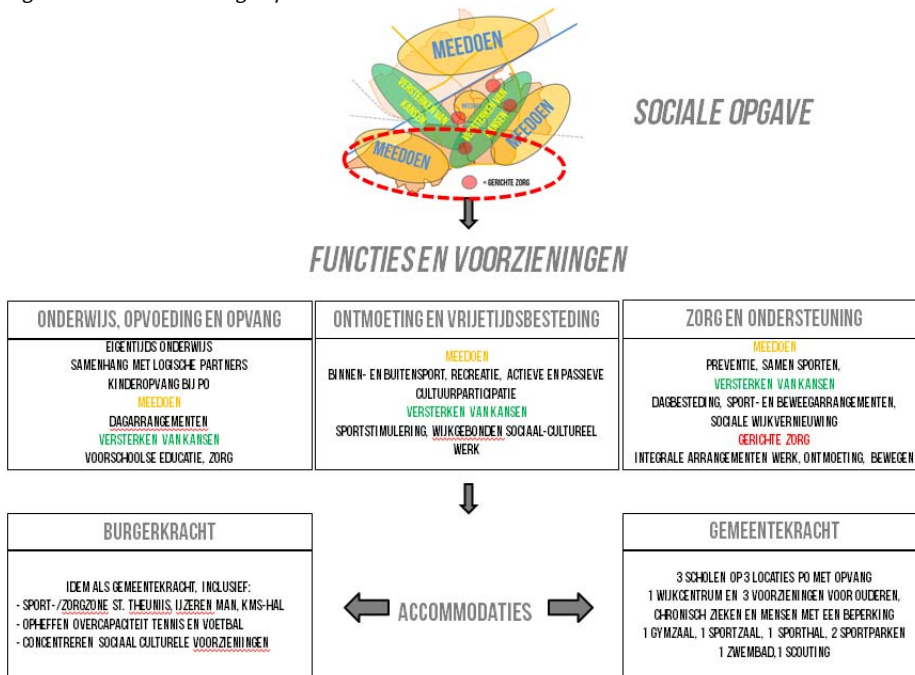 MEEDOEN
VERSTERKEN VAN KANSEN
VERSTERKEN VAN KANSEN
MEEDOEN
MEEDOEN
= GERICHTE ZORG
SOCIALE OPGAVE
FUNCTIES EN VOORZIENINGEN
ONDERWIJS, OPVOEDING EN OPVANG
EIGENTIJDS ONDERWIJS
SAMENHANG MET LOGISCHE PARTNERS
KINDEROPVANG BIJ PO
MEEDOEN
DAGARRANGEMENTEN
VERSTERKEN VAN KANSEN
VOORSCHOOLSE EDUCATIE, ZORG
ONTMOETING EN VRIJETIJDSBESTEDING
MEEDOEN
BINNEN- EN BUITENSPORT, RECREATIE, ACTIEVE EN PASSIEVE
CULTUURPARTICIPATIE
VERSTERKEN VAN KANSEN
SPORTSTIMULERING, WIJKGEBONDEN SOCIAAL-CULTUREEL
WERK
ZORG EN ONDERSTEUNING
MEEDOEN
PREVENTIE, SAMEN SPORTEN,
VERSTERKEN VAN KANSEN
DAGBESTEDING, SPORT- EN BEWEEGARRANGEMENTEN,
SOCIALE WIJKVERNIEUWING
GERICHTE ZORG
INTEGRALE ARRANGEMENTEN WERK, ONTMOETING, BEWEGEN
BURGERKRACHT
IDEM ALS GEMEENTEKRACHT, INCLUSIEF:
- SPORT-/ZORGZONE ST. THEUNIS, IJZEREN MAN, KMS-HAL
- OPHEFFEN OVERCAPACITEIT TENNIS EN VOETBAL
- CONCENTREREN SOCIAAL CULTURELE VOORZIENINGEN
ACCOMMODATIES
GEMEENTEKRACHT
3 SCHOLEN OP 3 LOCATIES PO MET OPVANG
1 WIJKCENTRUM EN 3 VOORZIENINGEN VOOR OUDEREN,
CHRONISCH ZIEKEN EN MENSEN MET EEN BEPERKING
1 GYMZAAL, 1 SPORTZAAL, 1 SPORTHAL, 2 SPORTPARKEN
1 ZWEMBAD, 1 SCOUTING